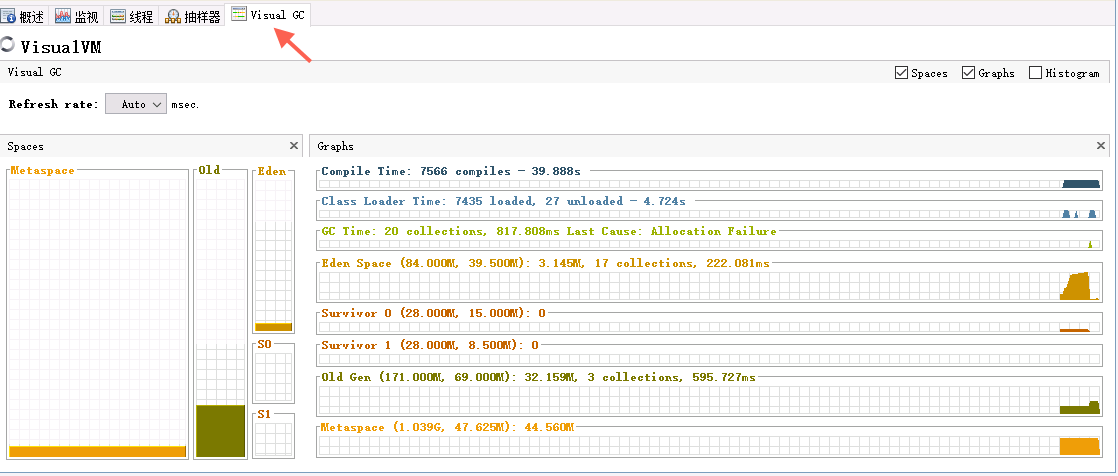 概述 监视 线程 抽样器 Visual GC
VisualVM
Visual GC Spaces Graphs Histogram
Refresh rate: Auto msec.
Spaces
Metaspace Old Eden
S0
S1
Graphs
Compile Time: 7566 compiles - 39.888s
Class Loader Time: 7435 loaded, 27 unloaded - 4.724s
GC Time: 20 collections, 817.808ms Last Cause: Allocation Failure
Eden Space (84.000M, 39.500M): 3.145M, 17 collections, 222.081ms
Survivor 0 (28.000M, 15.000M): 0
Survivor 1 (28.000M, 8.500M): 0
Old Gen (171.000M, 69.000M): 32.159M, 3 collections, 595.727ms
Metaspace (1.039G, 47.625M): 44.560M